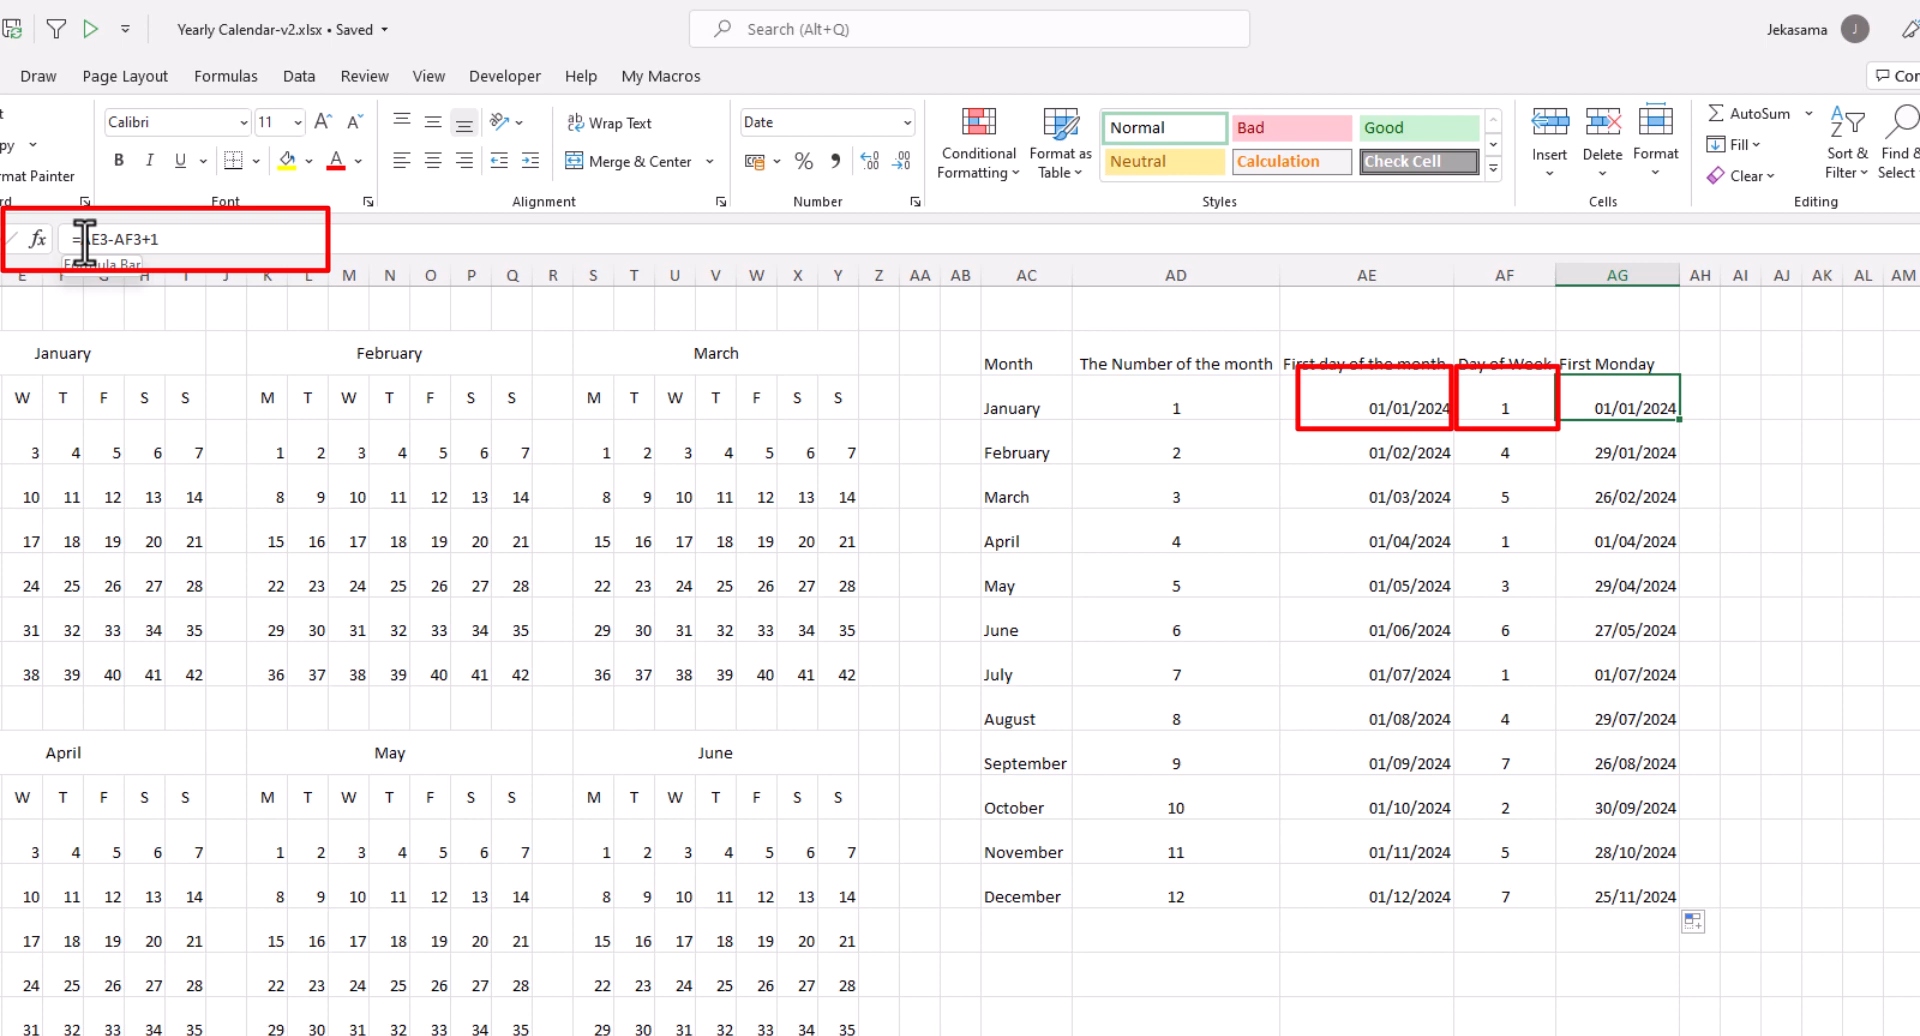 Yearly Calendar-v2.xlsx • Saved
Search (Alt+Q)
Jekasama
J
Draw Page Layout Formulas Data Review View Developer Help My Macros
Calibri 11
Wrap Text
Date
B I U A
Merge & Center
% 9
Conditional Formatting
Format as Table
Normal Bad Good
Neutral Calculation Check Cell
Insert Delete Format
AutoSum
Fill
Clear
Sort & Filter
Find & Select
rmat Painter
Font Alignment Number Styles Cells Editing
fx =AE3-AF3+1
Formula Bar
E F G H I J K L M N O P Q R S T U V W X Y Z AA AB AC AD AE AF AG AH AI AJ AK AL AM
January February March
Month The Number of the month First day of the month Day of Week First Monday
W T F S S M T W T F S S M T W T F S S
January 1 01/01/2024 1 01/01/2024
3 4 5 6 7 1 2 3 4 5 6 7 1 2 3 4 5 6 7 February 2 01/02/2024 4 29/01/2024
10 11 12 13 14 8 9 10 11 12 13 14 8 9 10 11 12 13 14 March 3 01/03/2024 5 26/02/2024
17 18 19 20 21 15 16 17 18 19 20 21 15 16 17 18 19 20 21 April 4 01/04/2024 1 01/04/2024
24 25 26 27 28 22 23 24 25 26 27 28 22 23 24 25 26 27 28 May 5 01/05/2024 3 29/04/2024
31 32 33 34 35 29 30 31 32 33 34 35 29 30 31 32 33 34 35 June 6 01/06/2024 6 27/05/2024
38 39 40 41 42 36 37 38 39 40 41 42 36 37 38 39 40 41 42 July 7 01/07/2024 1 01/07/2024
August 8 01/08/2024 4 29/07/2024
April May June
September 9 01/09/2024 7 26/08/2024
W T F S S M T W T F S S M T W T F S S
October 10 01/10/2024 2 30/09/2024
3 4 5 6 7 1 2 3 4 5 6 7 1 2 3 4 5 6 7 November 11 01/11/2024 5 28/10/2024
10 11 12 13 14 8 9 10 11 12 13 14 8 9 10 11 12 13 14 December 12 01/12/2024 7 25/11/2024
17 18 19 20 21 15 16 17 18 19 20 21 15 16 17 18 19 20 21
24 25 26 27 28 22 23 24 25 26 27 28 22 23 24 25 26 27 28
31 32 33 34 35 29 30 31 32 33 34 35 29 30 31 32 33 34 35